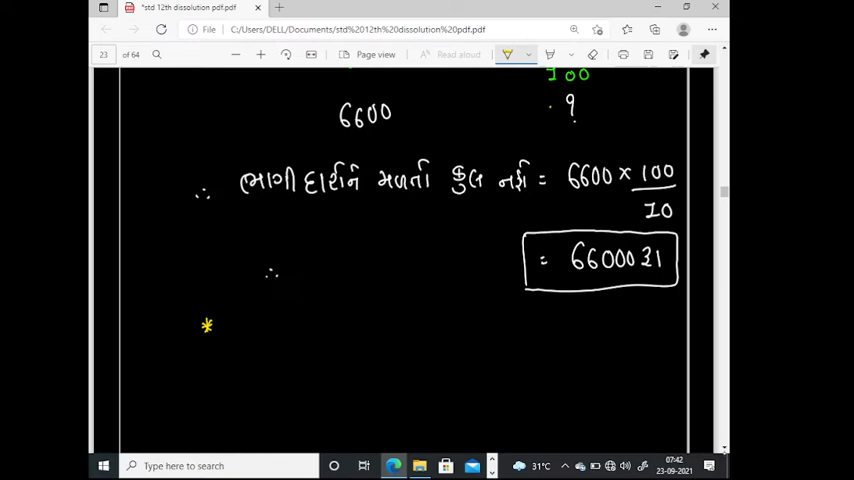 *std 12th dissolution pdf.pdf
File C:/Users/DELL/Documents/std%2012th%20dissolution%20pdf.pdf
23 of 64 Page view Read aloud
100
6600 ?
∴ ભાગીદારોને મળતો કુલ નફો = 6600 × 100
10
= 66000 રૂા
∴
*
Type here to search 31°C 07:42
23-09-2021